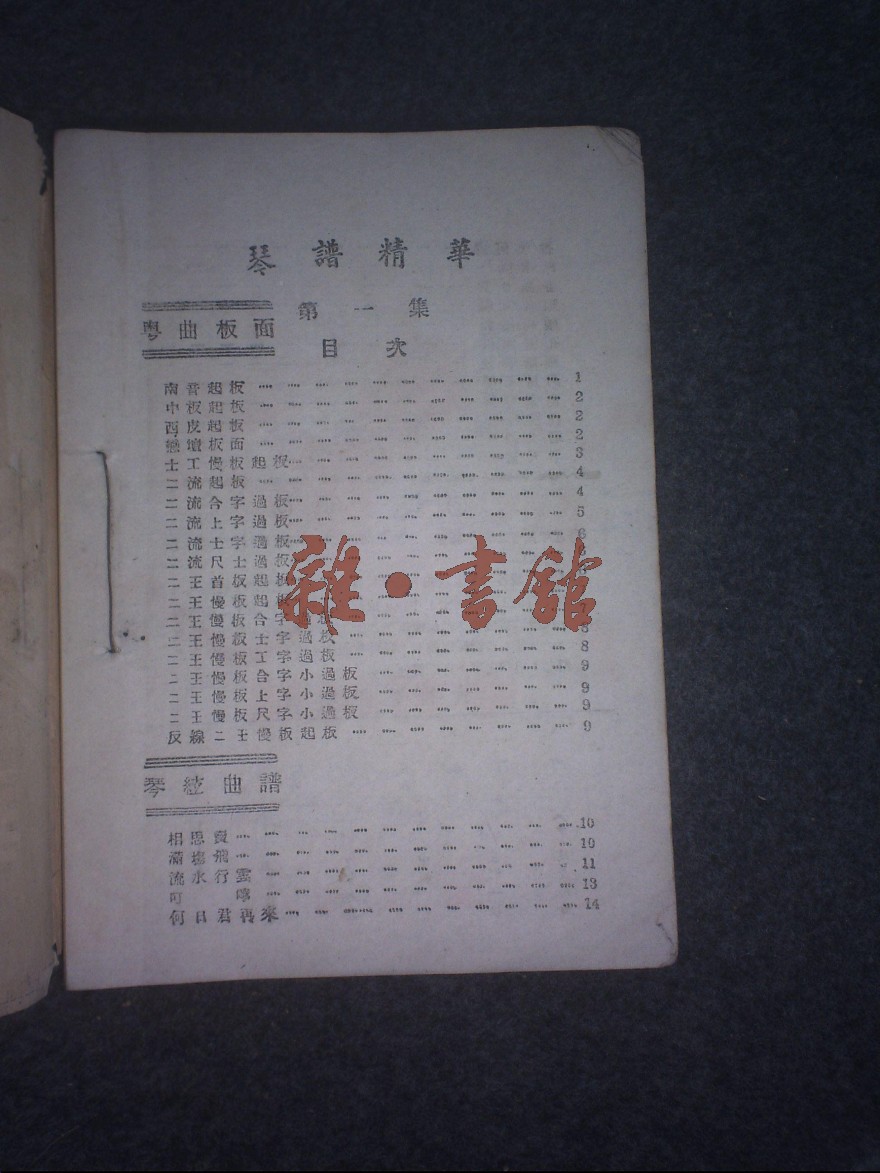 琴譜精華
第一集
粵曲板面
目次
南音起板 1
中板起板 2
西皮起板 2
板面 2
士工慢板起板 3
二流起板 4
二流合字過板 4
二流上字過板 5
二流士字過板 6
二流尺士過板
二王首板起板
二王慢板起板
二王慢板合字過板
二王慢板士字過板 8
二王慢板工字過板 8
二王慢板合字小過板 9
二王慢板上字小過板 9
二王慢板尺字小過板 9
反線二王慢板起板 9
雜·書館
琴絃曲譜
相思 10
滿飛 10
流水行雲 11
叮 13
何日君再來 14